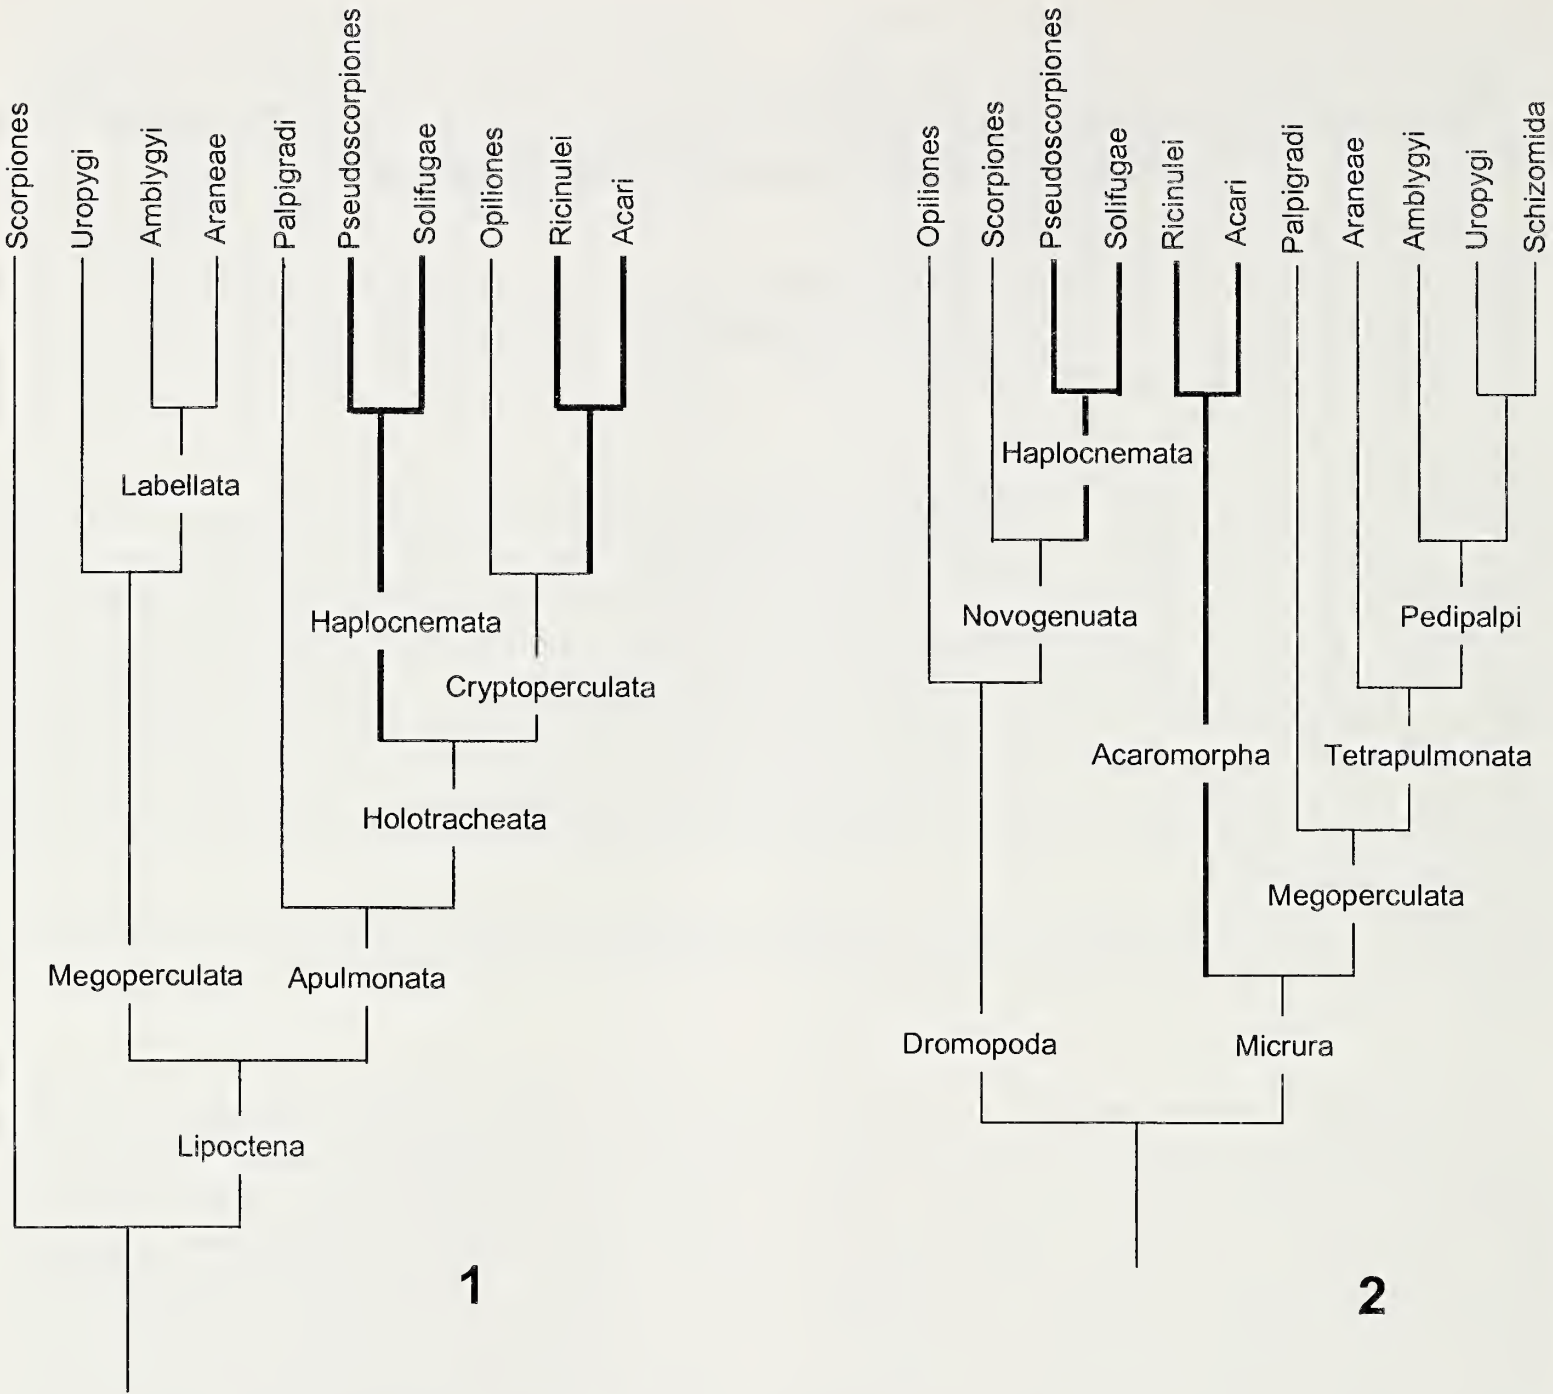 Scorpiones
Uropygi
Amblygyi
Araneae
Palpigradi
Pseudoscorpiones
Solifugae
Opiliones
Ricinulei
Acari
Labellata
Haplocnemata
Cryptoperculata
Holotracheata
Megoperculata
Apulmonata
Lipoctena
1
Opiliones
Scorpiones
Pseudoscorpiones
Solifugae
Ricinulei
Acari
Palpigradi
Araneae
Amblygyi
Uropygi
Schizomida
Haplocnemata
Novogenuata
Pedipalpi
Acaromorpha
Tetrapulmonata
Megoperculata
Dromopoda
Micrura
2